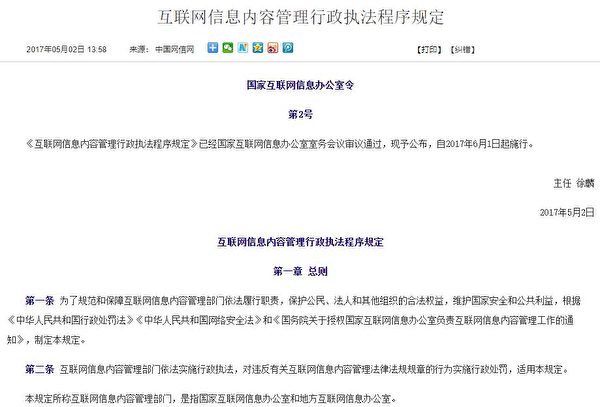 互联网信息内容管理行政执法程序规定
2017年05月02日 13:58 来源: 中国网信网 【打印】 【纠错】
国家互联网信息办公室令
第2号
《互联网信息内容管理行政执法程序规定》已经国家互联网信息办公室室务会议审议通过，现予公布，自2017年6月1日起施行。
主任 徐麟
2017年5月2日
互联网信息内容管理行政执法程序规定
第一章 总则
第一条 为了规范和保障互联网信息内容管理部门依法履行职责，保护公民、法人和其他组织的合法权益，维护国家安全和公共利益，根据
《中华人民共和国行政处罚法》《中华人民共和国网络安全法》和《国务院关于授权国家互联网信息办公室负责互联网信息内容管理工作的通
知》，制定本规定。
第二条 互联网信息内容管理部门依法实施行政执法，对违反有关互联网信息内容管理法律法规规章的行为实施行政处罚，适用本规定。
本规定所称互联网信息内容管理部门，是指国家互联网信息办公室和地方互联网信息办公室。